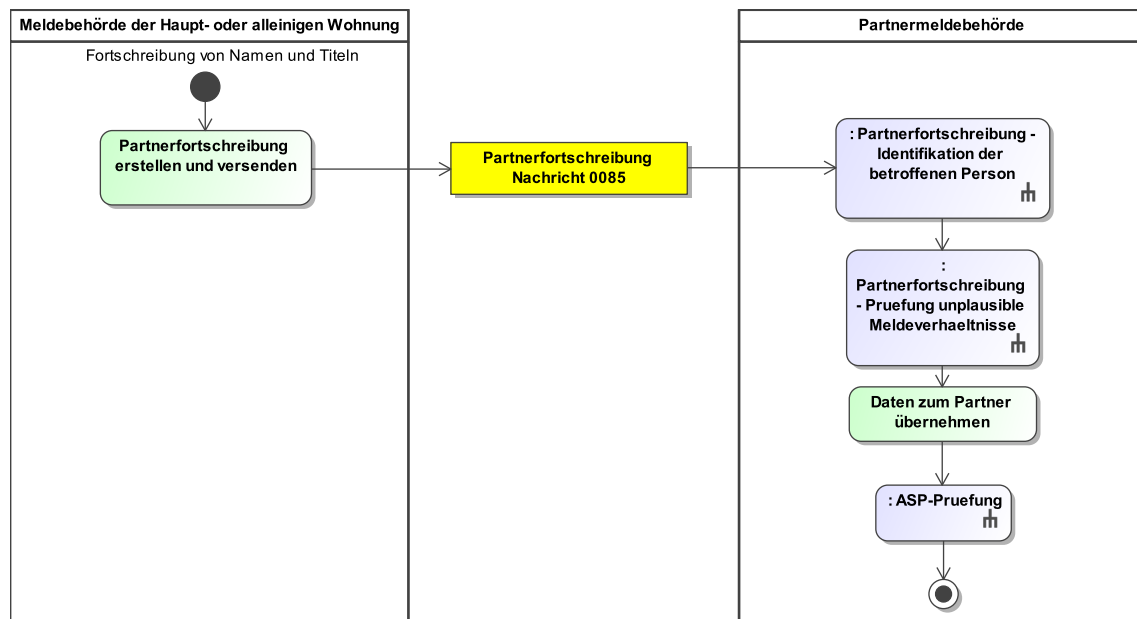 Meldebehörde der Haupt- oder alleinigen Wohnung
Partnermeldebehörde
Fortschreibung von Namen und Titeln
Partnerfortschreibung
erstellen und versenden
Partnerfortschreibung
Nachricht 0085
: Partnerfortschreibung -
Identifikation der
betroffenen Person
:
Partnerfortschreibung
- Pruefung unplausible
Meldeverhaeltnisse
Daten zum Partner
übernehmen
: ASP-Pruefung